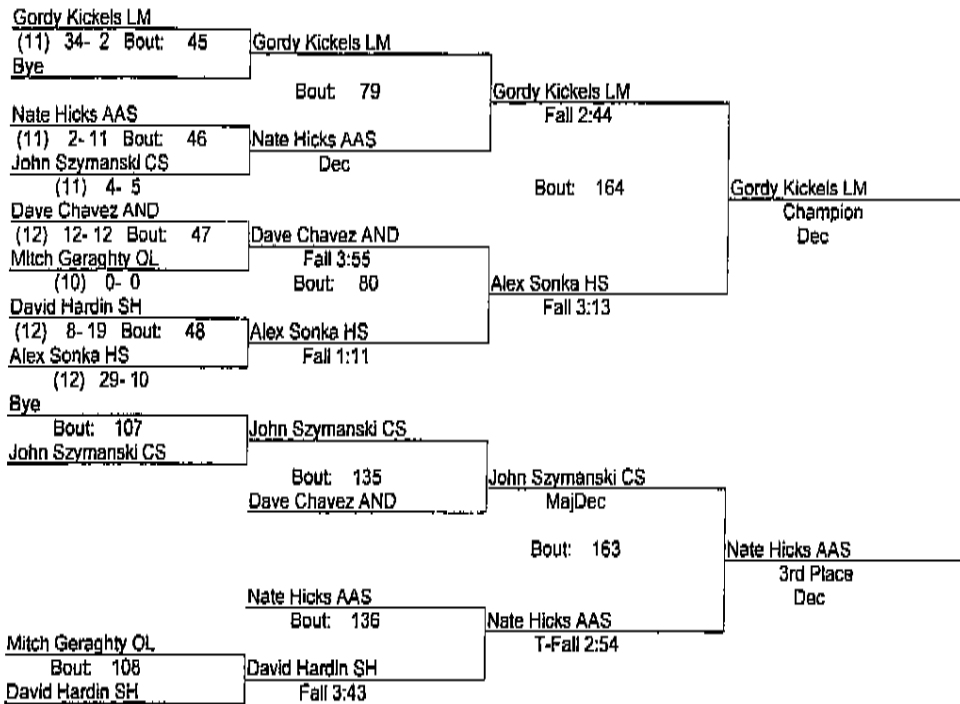 Gordy Kickels LM
(11) 34- 2 Bout: 45
Bye
Gordy Kickels LM
Bout: 79
Nate Hicks AAS
(11) 2- 11 Bout: 46
John Szymanski CS
(11) 4- 5
Nate Hicks AAS
Dec
Gordy Kickels LM
Fall 2:44
Bout: 164
Dave Chavez AND
(12) 12- 12 Bout: 47
Mitch Geraghty OL
(10) 0- 0
Dave Chavez AND
Fall 3:55
Bout: 80
David Hardin SH
(12) 8- 19 Bout: 48
Alex Sonka HS
(12) 29- 10
Alex Sonka HS
Fall 1:11
Alex Sonka HS
Fall 3:13
Gordy Kickels LM
Champion
Dec
Bye
Bout: 107
John Szymanski CS
John Szymanski CS
Bout: 135
Dave Chavez AND
John Szymanski CS
MajDec
Bout: 163
Nate Hicks AAS
Bout: 136
Mitch Geraghty OL
Bout: 108
David Hardin SH
David Hardin SH
Fall 3:43
Nate Hicks AAS
T-Fall 2:54
Nate Hicks AAS
3rd Place
Dec